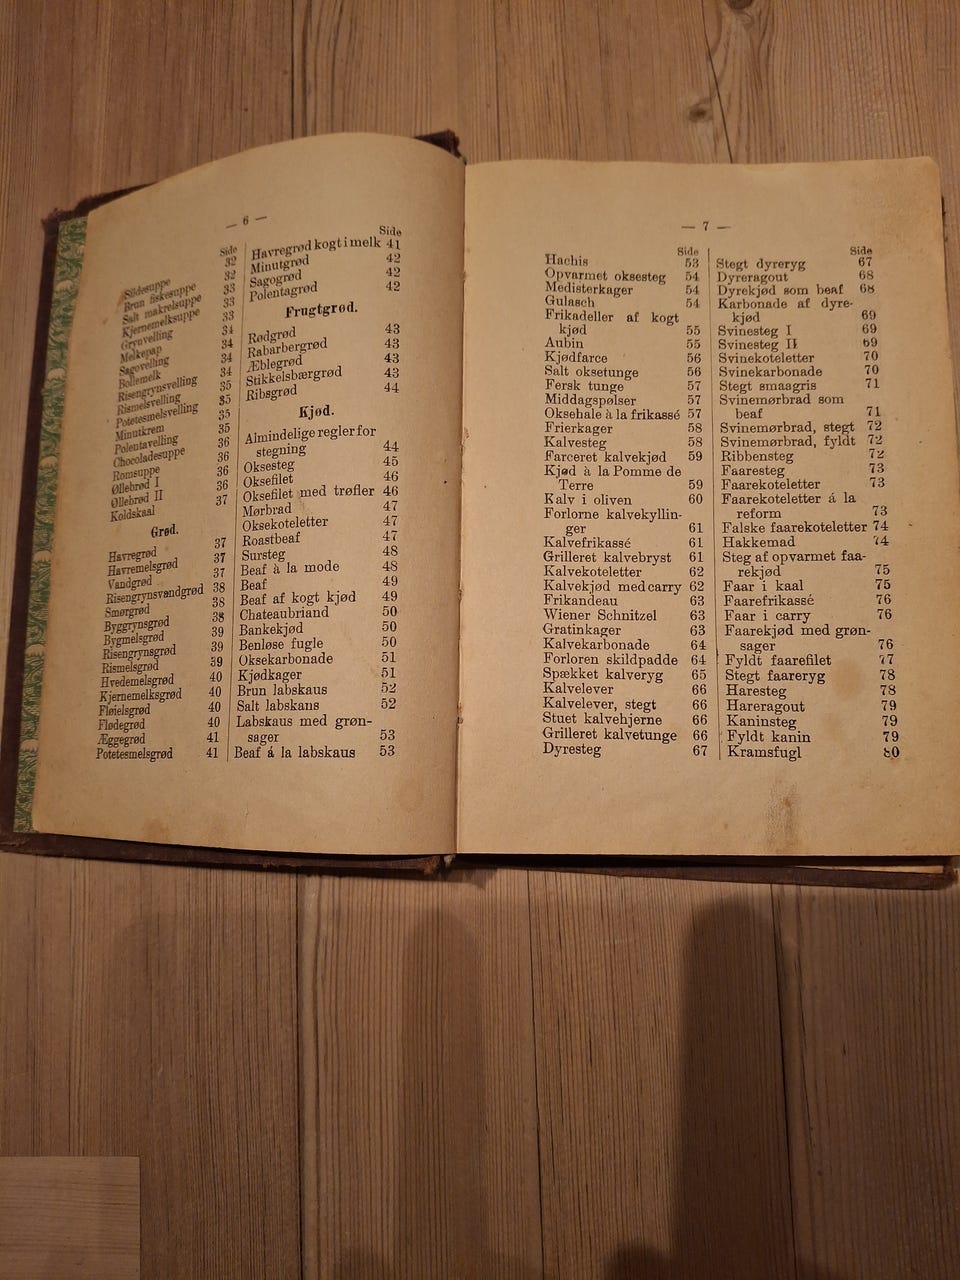 — 6 —
Side
Sildesuppe 32
Brun fiskesuppe 32
Salt makrelsuppe 33
Kjernemelksuppe 33
Grynvelling 33
Melkepap 34
Sagovelling 34
Bollemelk 34
Risengrynsvelling 34
Rismelsvelling 35
Potetesmelsvelling 35
Minutkrem 35
Polentavelling 35
Chocoladesuppe 36
Romsuppe 36
Øllebrød I 36
Øllebrød II 36
Koldskaal 37
Grød.
Havregrød 37
Havremelsgrød 37
Vandgrød 37
Risengrynsvandgrød 38
Smørgrød 38
Byggrynsgrød 38
Bygmelsgrød 39
Risengrynsgrød 39
Rismelsgrød 39
Hvedemelsgrød 40
Kjernemelksgrød 40
Fløielsgrød 40
Flødegrød 40
Æggegrød 41
Potetesmelsgrød 41
Side
Havregrød kogt i melk 41
Minutgrød 42
Sagogrød 42
Polentagrød 42
Frugtgrød.
Rødgrød 43
Rabarbergrød 43
Æblegrød 43
Stikkelsbærgrød 43
Ribsgrød 44
Kjød.
Almindelige regler for
stegning 44
Oksesteg 45
Oksefilet 46
Oksefilet med trøfler 46
Mørbrad 47
Oksekoteletter 47
Roastbeaf 47
Sursteg 48
Beaf à la mode 48
Beaf 49
Beaf af kogt kjød 49
Chateaubriand 50
Bankekjød 50
Benløse fugle 50
Oksekarbonade 51
Kjødkager 51
Brun labskaus 52
Salt labskans 52
Labskaus med grøn-
sager 53
Beaf á la labskaus 53
— 7 —
Side
Hachis 53
Opvarmet oksesteg 54
Medisterkager 54
Gulasch 54
Frikadeller af kogt
kjød 55
Aubin 55
Kjødfarce 56
Salt oksetunge 56
Fersk tunge 57
Middagspølser 57
Oksehale à la frikassé 57
Frierkager 58
Kalvesteg 58
Farceret kalvekjød 59
Kjød à la Pomme de
Terre 59
Kalv i oliven 60
Forlorne kalvekyllin-
ger 61
Kalvefrikassé 61
Grilleret kalvebryst 61
Kalvekoteletter 62
Kalvekjød med carry 62
Frikandeau 63
Wiener Schnitzel 63
Gratinkager 63
Kalvekarbonade 64
Forloren skildpadde 64
Spækket kalveryg 65
Kalvelever 66
Kalvelever, stegt 66
Stuet kalvehjerne 66
Grilleret kalvetunge 66
Dyresteg 67
Side
Stegt dyreryg 67
Dyreragout 68
Dyrekjød som beaf 68
Karbonade af dyre-
kjød 69
Svinesteg I 69
Svinesteg II 69
Svinekoteletter 70
Svinekarbonade 70
Stegt smaagris 71
Svinemørbrad som
beaf 71
Svinemørbrad, stegt 72
Svinemørbrad, fyldt 72
Ribbensteg 72
Faaresteg 73
Faarekoteletter 73
Faarekoteletter á la
reform 73
Falske faarekoteletter 74
Hakkemad 74
Steg af opvarmet faa-
rekjød 75
Faar i kaal 75
Faarefrikassé 76
Faar i carry 76
Faarekjød med grøn-
sager 76
Fyldt faarefilet 77
Stegt faareryg 78
Haresteg 78
Hareragout 79
Kaninsteg 79
Fyldt kanin 79
Kramsfugl 80